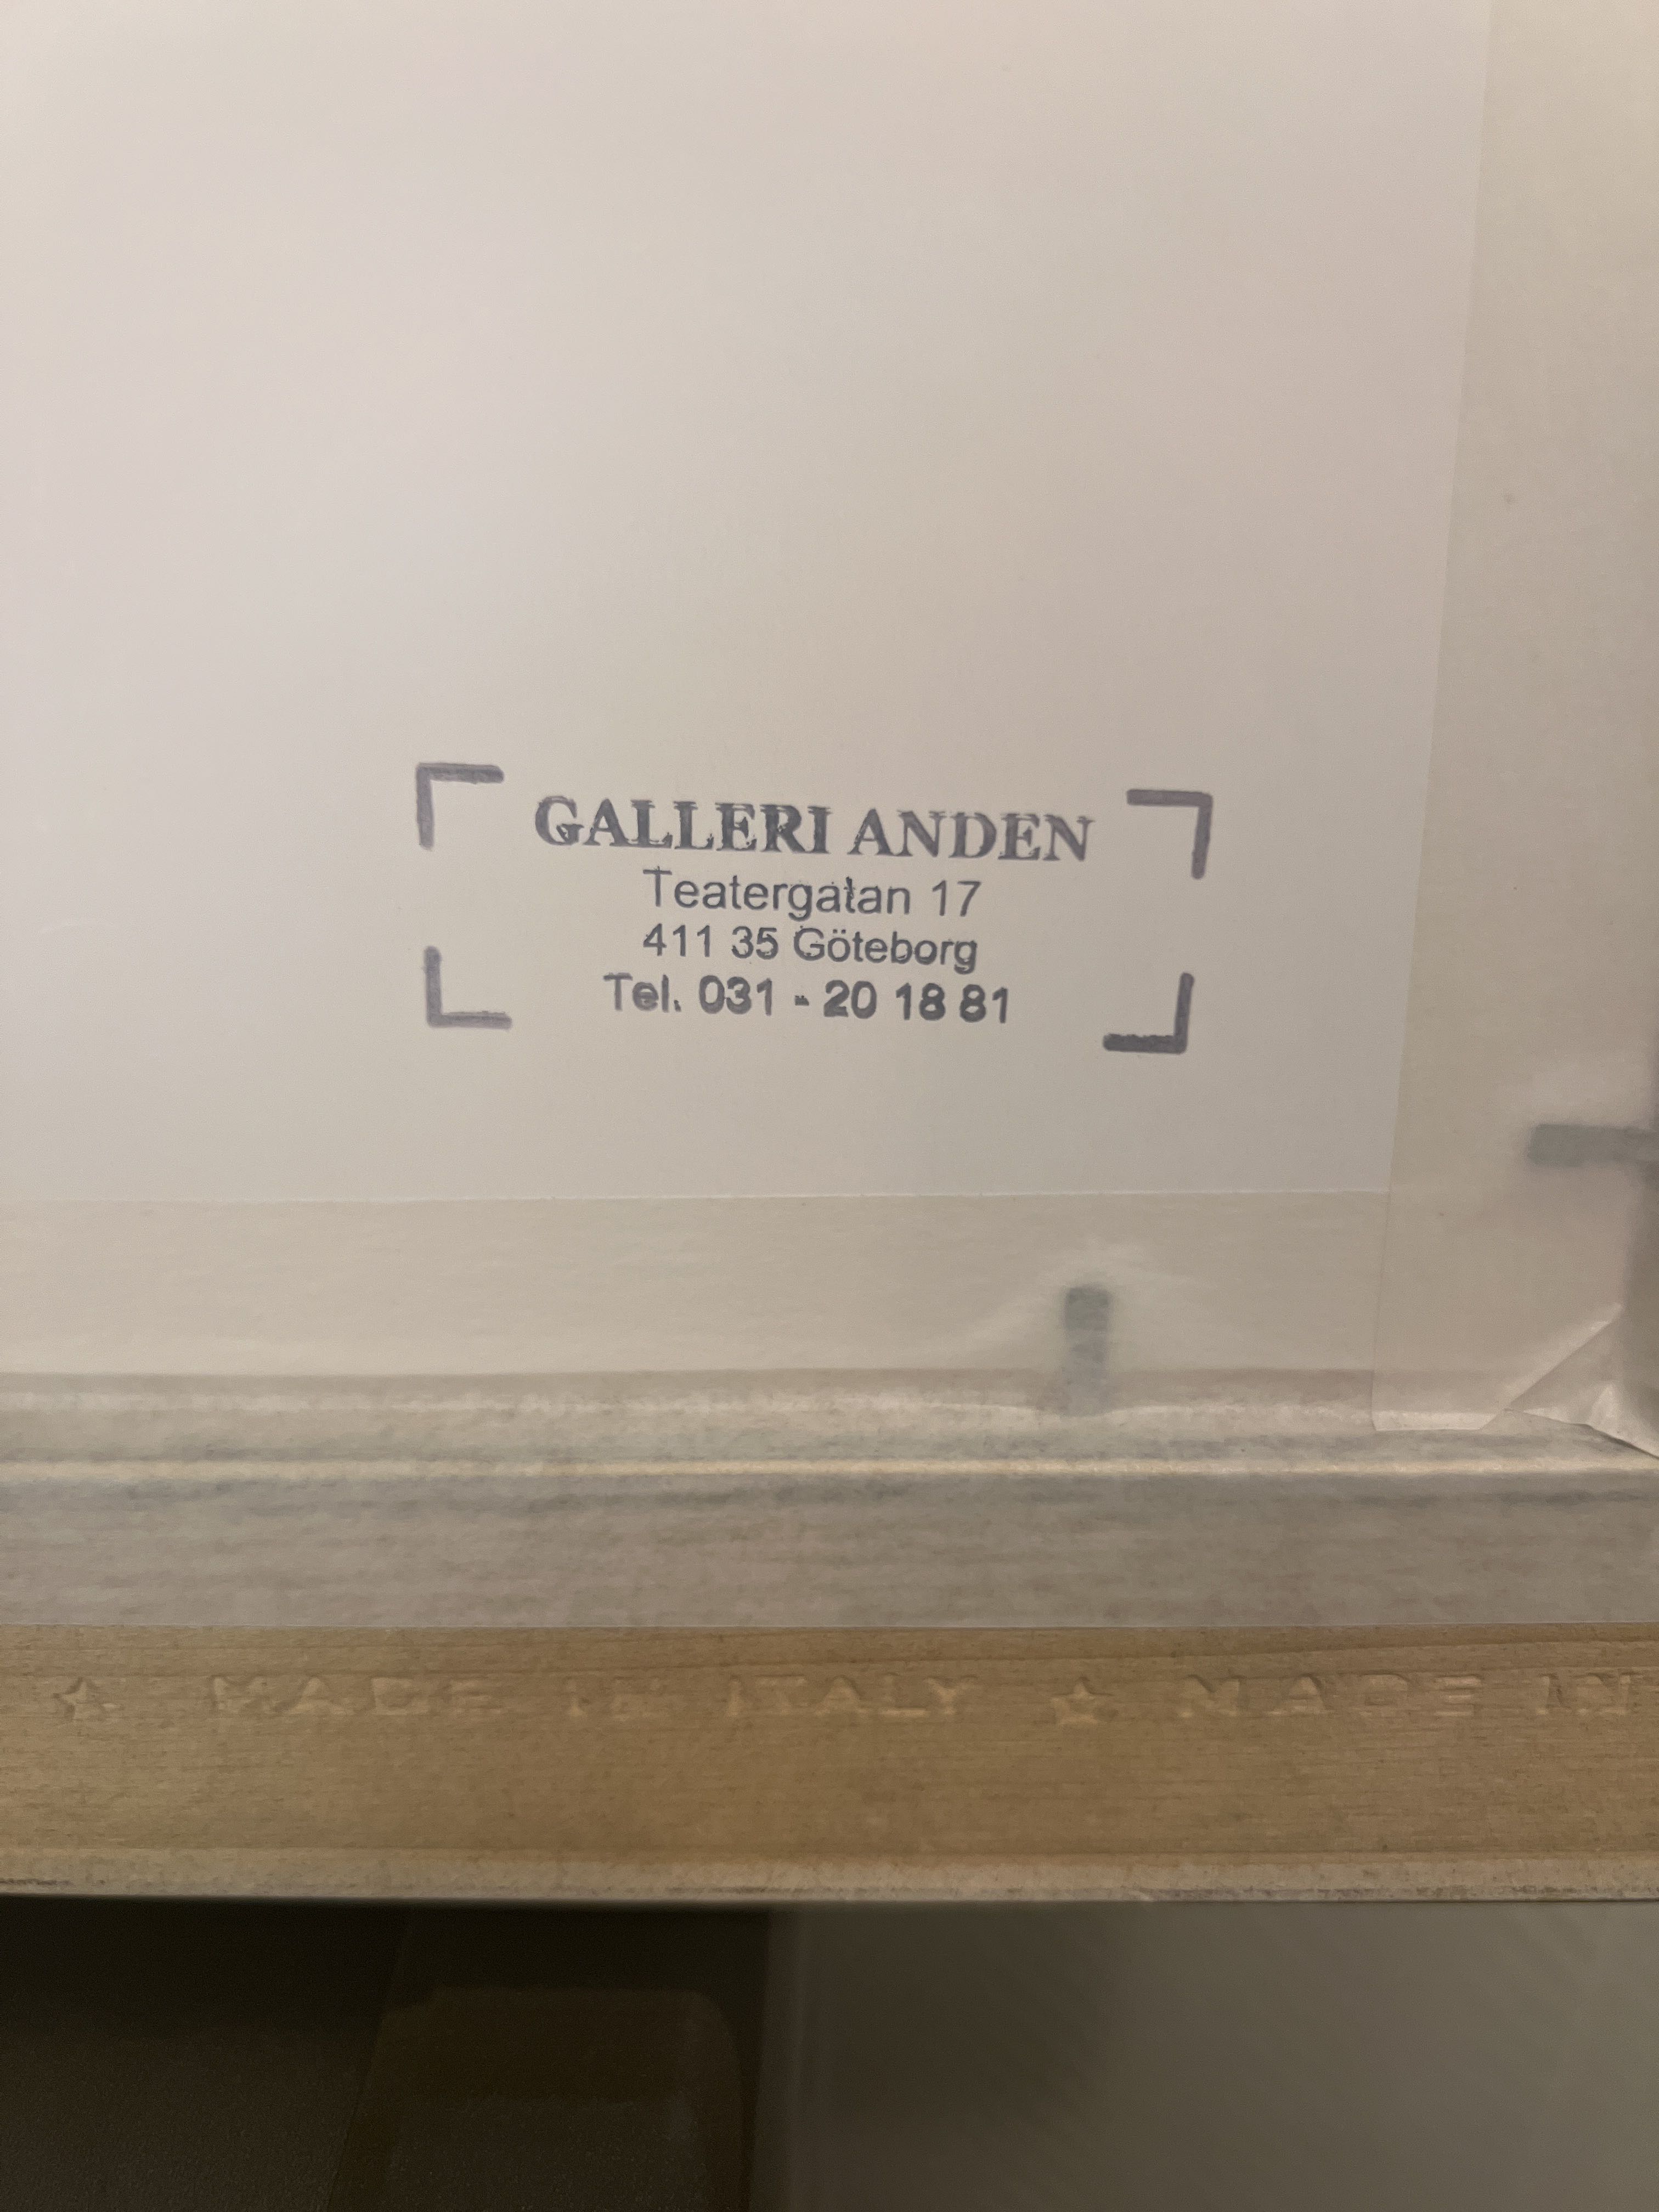 GALLERI ANDEN
Teatergatan 17
411 35 Göteborg
Tel. 031 - 20 18 81
MADE IN ITALY MADE IN